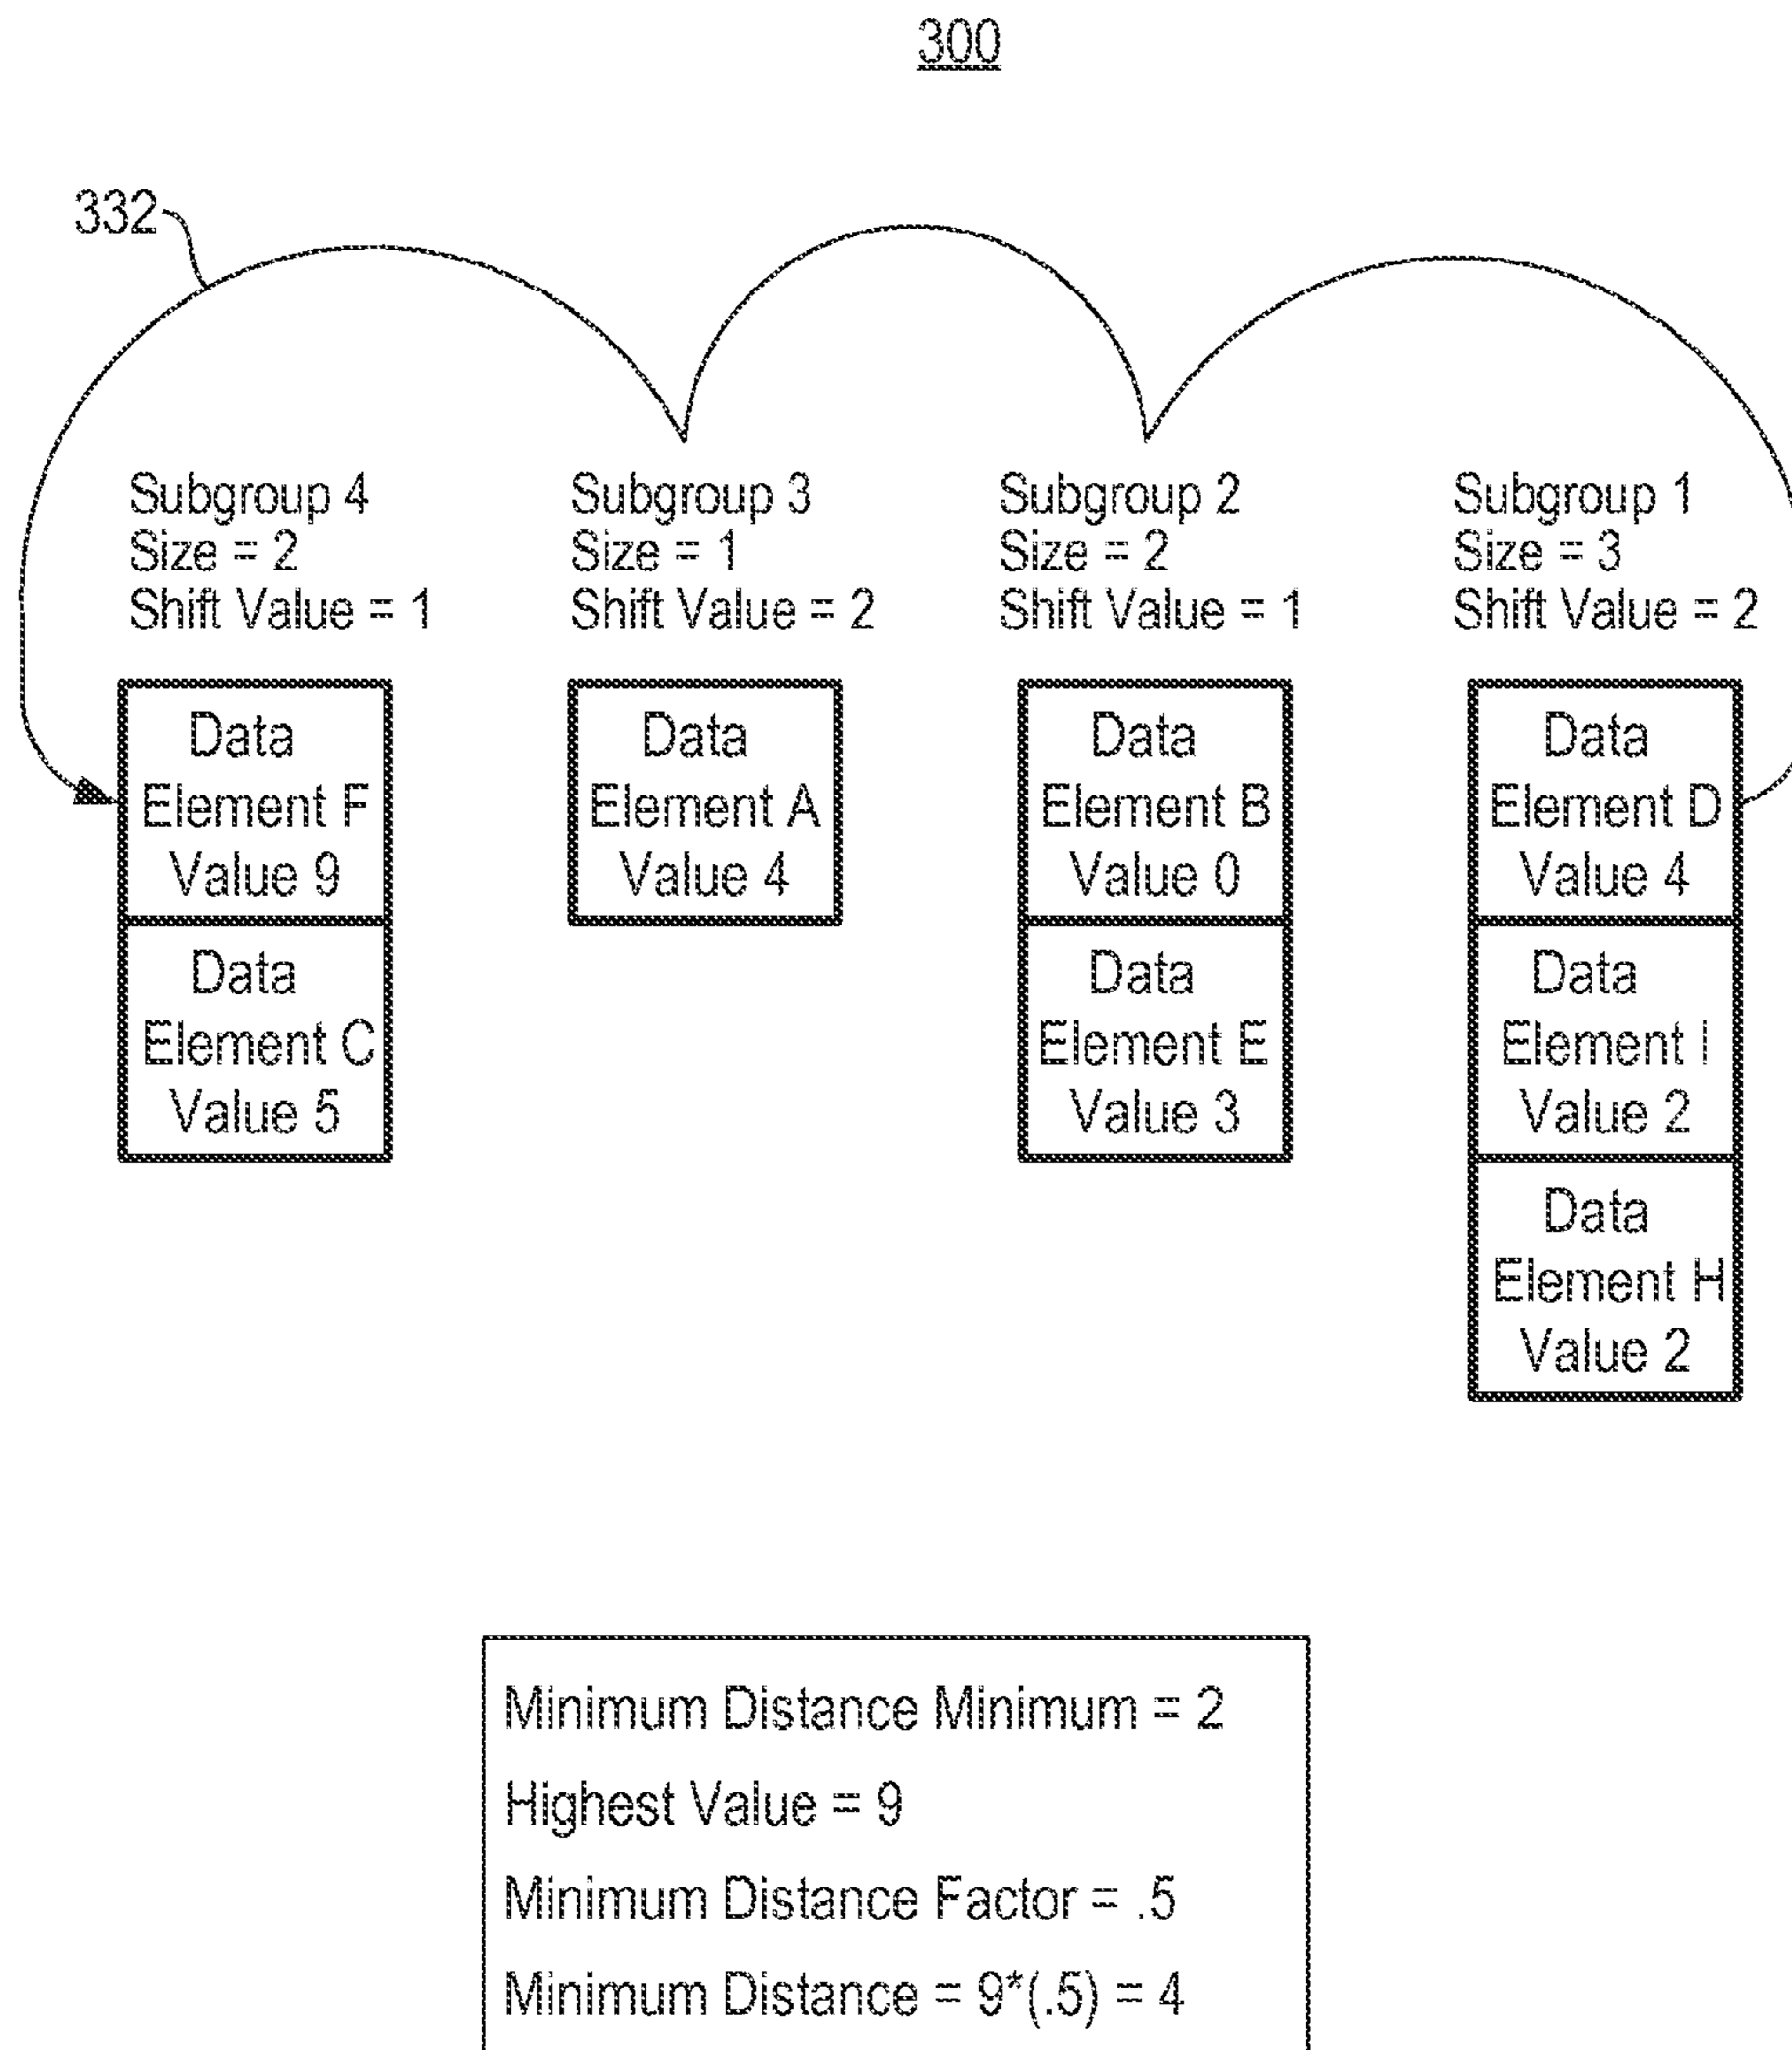 300
332
Subgroup 4
Size = 2
Shift Value = 1
Subgroup 3
Size = 1
Shift Value = 2
Subgroup 2
Size = 2
Shift Value = 1
Subgroup 1
Size = 3
Shift Value = 2
Data
Element F
Value 9
Data
Element C
Value 5
Data
Element A
Value 4
Data
Element B
Value 0
Data
Element E
Value 3
Data
Element D
Value 4
Data
Element I
Value 2
Data
Element H
Value 2
Minimum Distance Minimum = 2
Highest Value = 9
Minimum Distance Factor = .5
Minimum Distance = 9*(.5) = 4